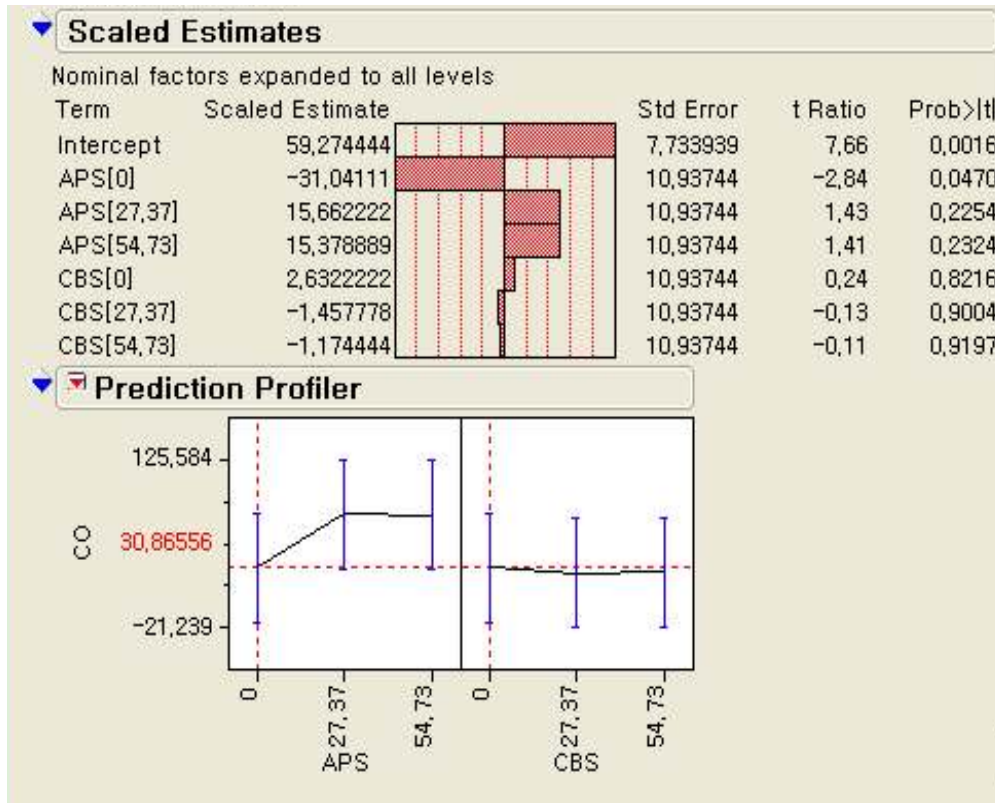 Scaled Estimates
Nominal factors expanded to all levels
Term Scaled Estimate Std Error t Ratio Prob>|t|
Intercept 59,274444 7,733939 7,66 0,0016
APS[0] -31,04111 10,93744 -2,84 0,0470
APS[27,37] 15,662222 10,93744 1,43 0,2254
APS[54,73] 15,378889 10,93744 1,41 0,2324
CBS[0] 2,6322222 10,93744 0,24 0,8216
CBS[27,37] -1,457778 10,93744 -0,13 0,9004
CBS[54,73] -1,174444 10,93744 -0,11 0,9197
Prediction Profiler
125,584
CO 30,86556
-21,239
0 27,37 54,73 0 27,37 54,73
APS CBS